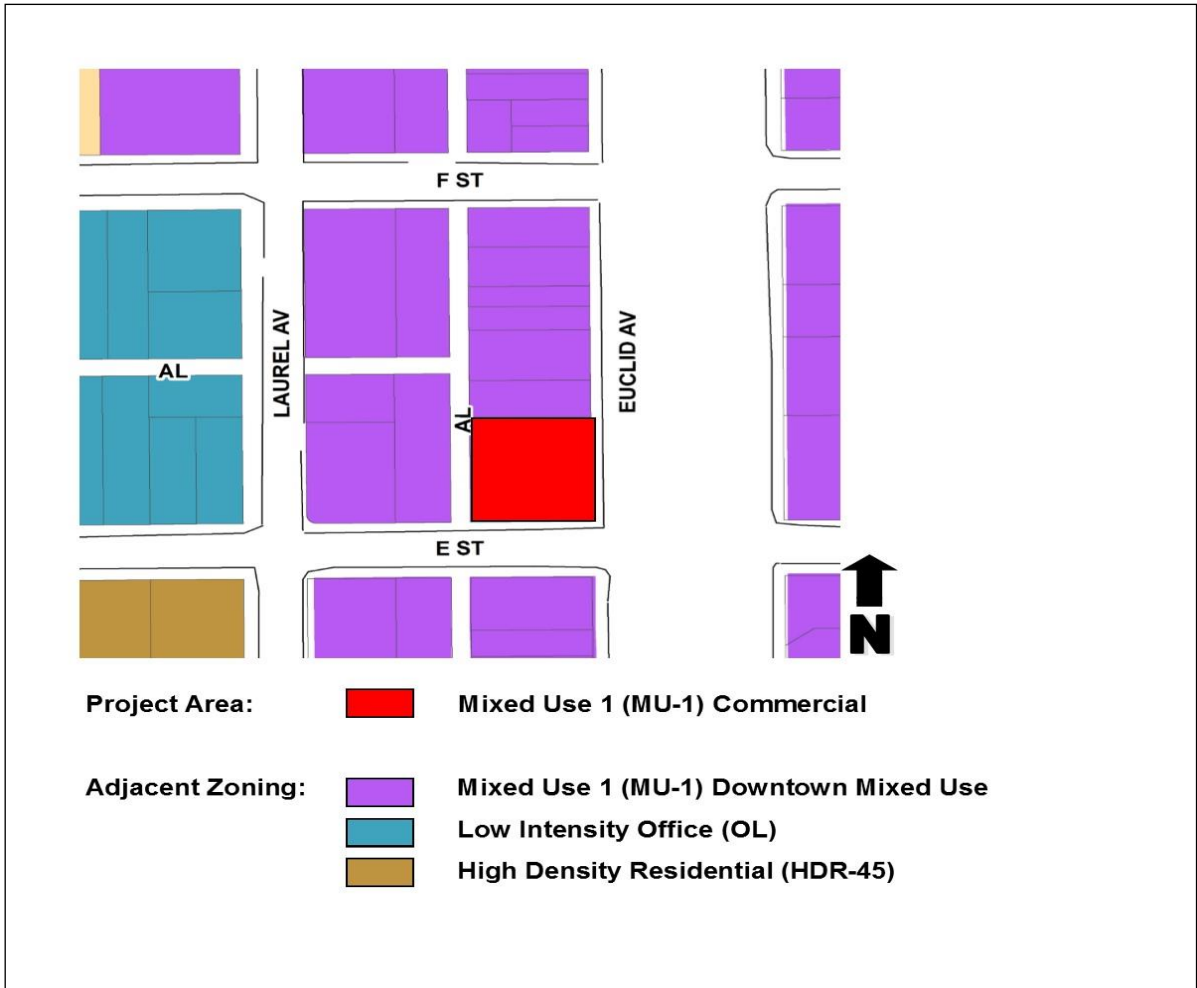 F ST
LAUREL AV
EUCLID AV
AL
AL
E ST
N
Project Area: Mixed Use 1 (MU-1) Commercial
Adjacent Zoning: Mixed Use 1 (MU-1) Downtown Mixed Use
Low Intensity Office (OL)
High Density Residential (HDR-45)